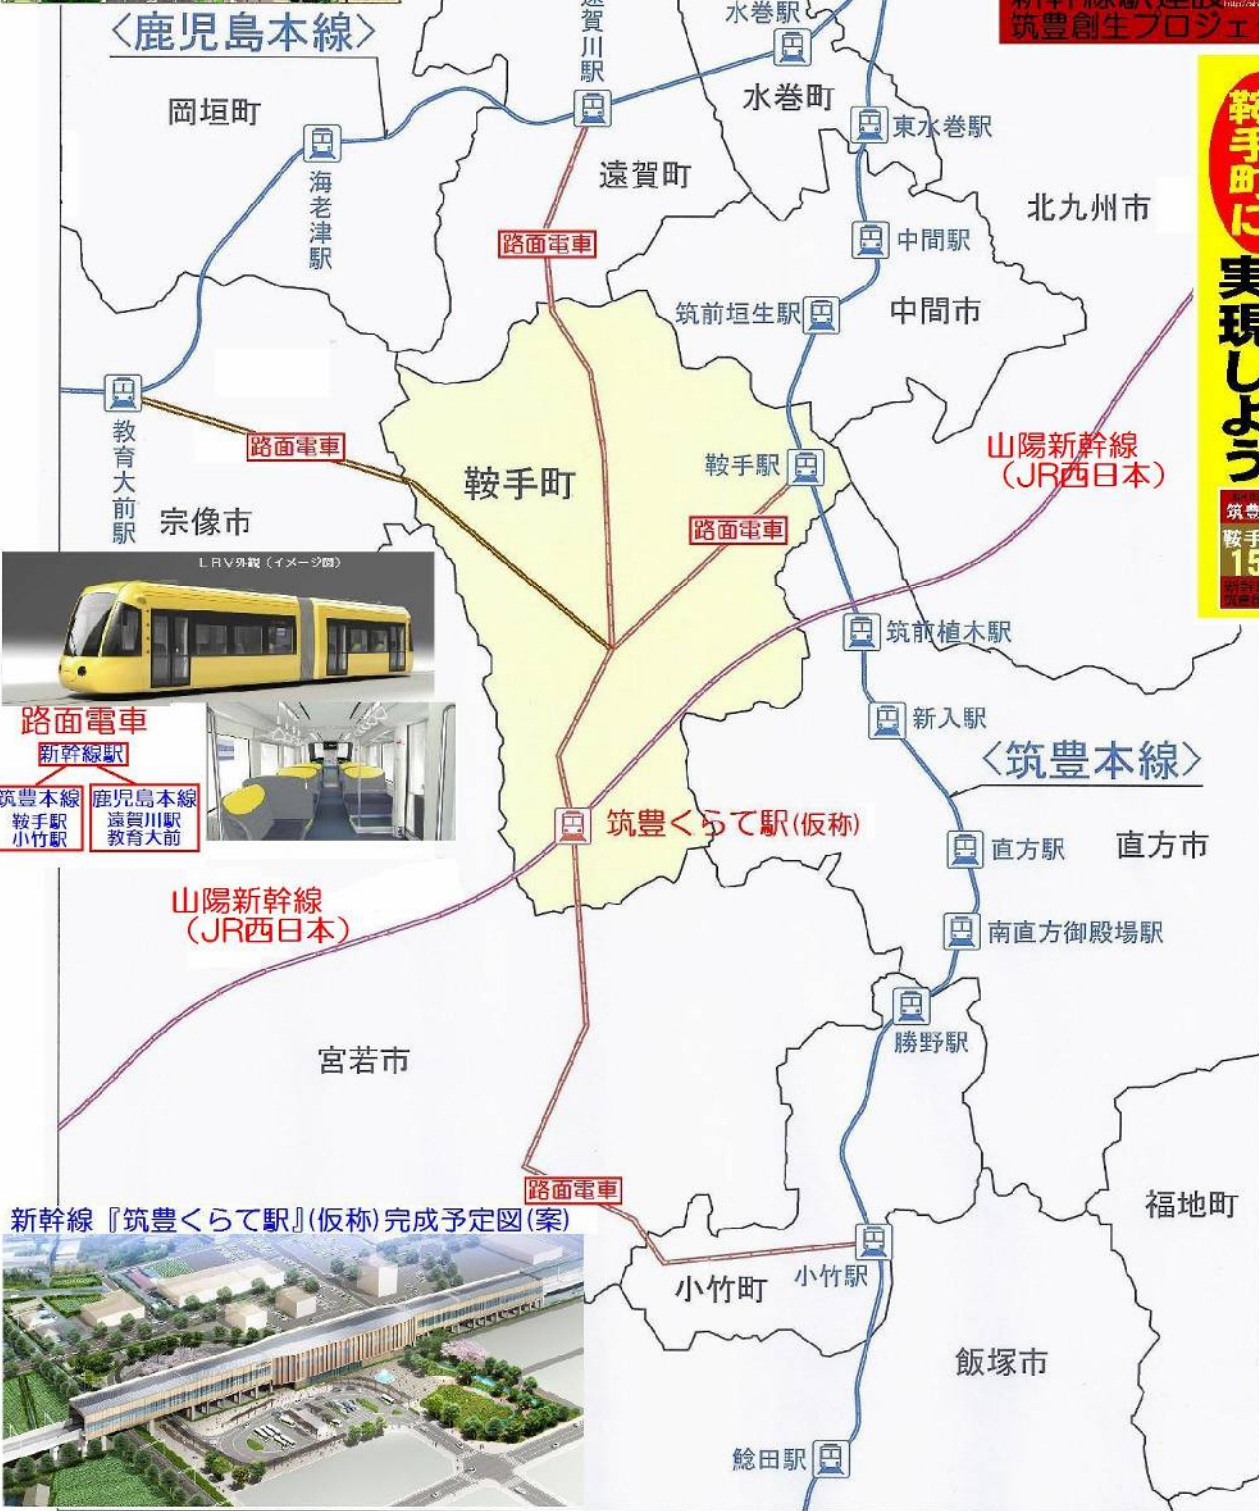 〈鹿児島本線〉
遠賀川駅
水巻駅
筑豊創生プロジェ
岡垣町
水巻町
東水巻駅
海老津駅
遠賀町
北九州市
路面電車
中間駅
筑前垣生駅
中間市
鞍手町に
実現しよう
教育大前駅
路面電車
鞍手町
鞍手駅
山陽新幹線
(JR西日本)
宗像市
路面電車
筑豊
鞍手
15
LRV外観(イメージ図)
筑前植木駅
路面電車
新幹線駅
筑豊本線
鞍手駅
小竹駅
鹿児島本線
遠賀川駅
教育大前
新入駅
〈筑豊本線〉
筑豊くらて駅(仮称)
直方駅
直方市
山陽新幹線
(JR西日本)
南直方御殿場駅
勝野駅
宮若市
路面電車
福地町
新幹線『筑豊くらて駅』(仮称)完成予定図(案)
小竹町
小竹駅
飯塚市
鯰田駅